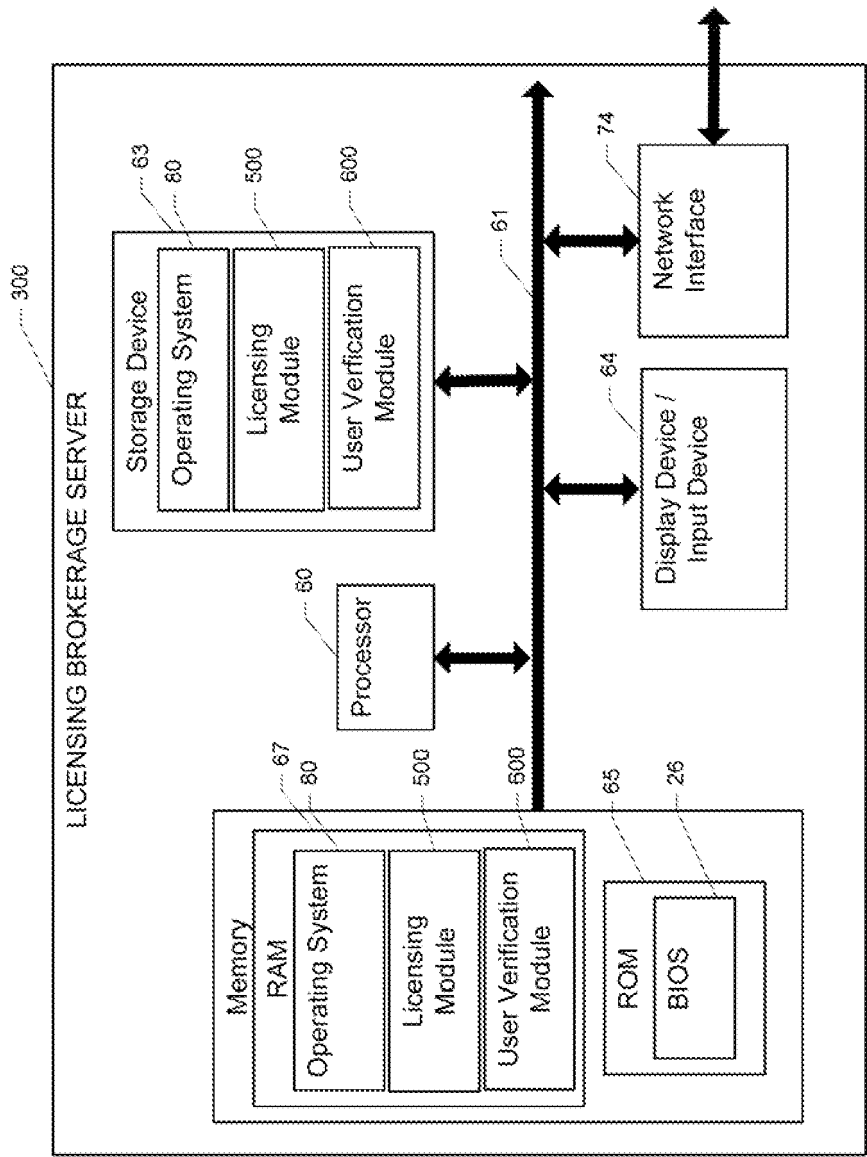 300
LICENSING BROKERAGE SERVER
Memory
RAM
Operating System
Licensing
Module
User Verification
Module
67
80
500
600
ROM
BIOS
65
26
Processor
60
Storage Device
Operating System
Licensing
Module
User Verfication
Module
63
80
500
600
61
Display Device /
Input Device
64
Network
Interface
74